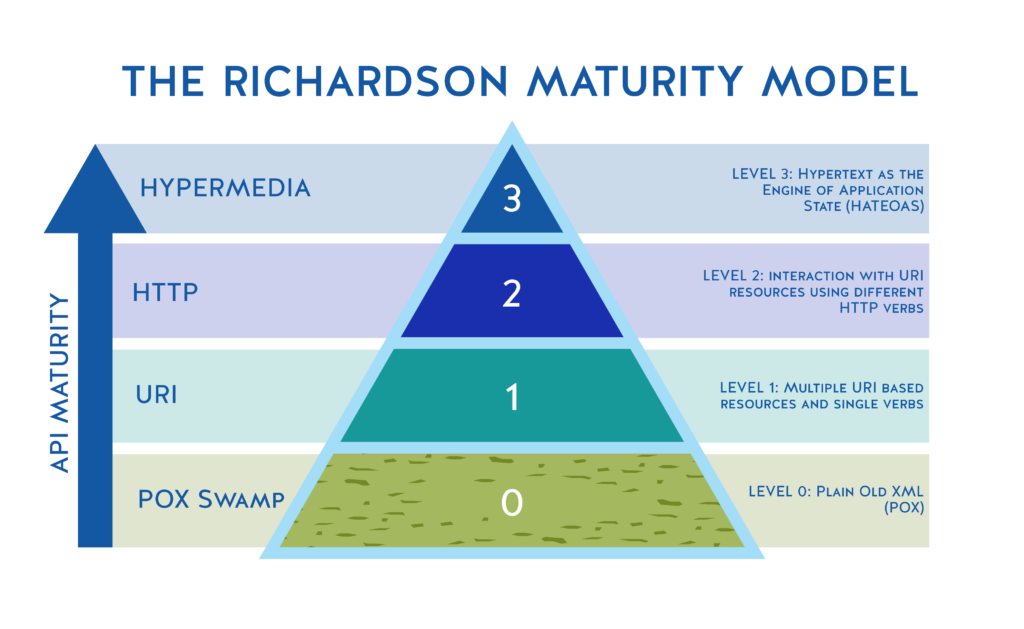 THE RICHARDSON MATURITY MODEL
API MATURITY
HYPERMEDIA
3
LEVEL 3: HYPERTEXT AS THE
ENGINE OF APPLICATION
STATE (HATEOAS)
HTTP
2
LEVEL 2: INTERACTION WITH URI
RESOURCES USING DIFFERENT
HTTP VERBS
URI
1
LEVEL 1: MULTIPLE URI BASED
RESOURCES AND SINGLE VERBS
POX SWAMP
0
LEVEL 0: PLAIN OLD XML
(POX)